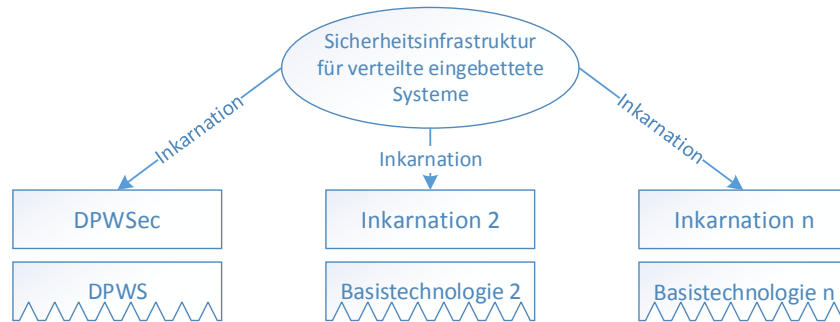 Sicherheitsinfrastruktur
für verteilte eingebettete
Systeme
Inkarnation
Inkarnation
Inkarnation
DPWSec
Inkarnation 2
Inkarnation n
DPWS
Basistechnologie 2
Basistechnologie n